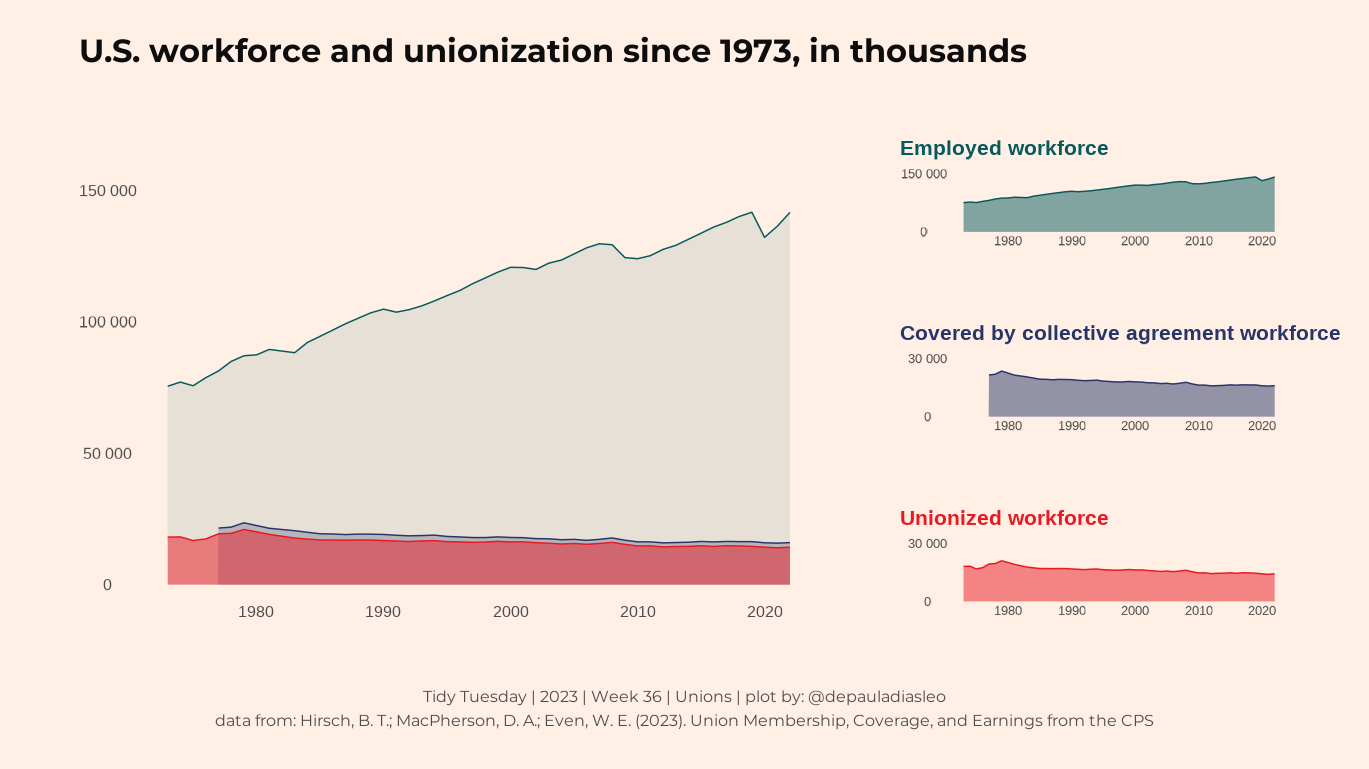 U.S. workforce and unionization since 1973, in thousands
150 000
100 000
50 000
0
1980 1990 2000 2010 2020
Employed workforce
150 000
0
1980 1990 2000 2010 2020
Covered by collective agreement workforce
30 000
0
1980 1990 2000 2010 2020
Unionized workforce
30 000
0
1980 1990 2000 2010 2020
Tidy Tuesday | 2023 | Week 36 | Unions | plot by: @depauladiasleo
data from: Hirsch, B. T.; MacPherson, D. A.; Even, W. E. (2023). Union Membership, Coverage, and Earnings from the CPS